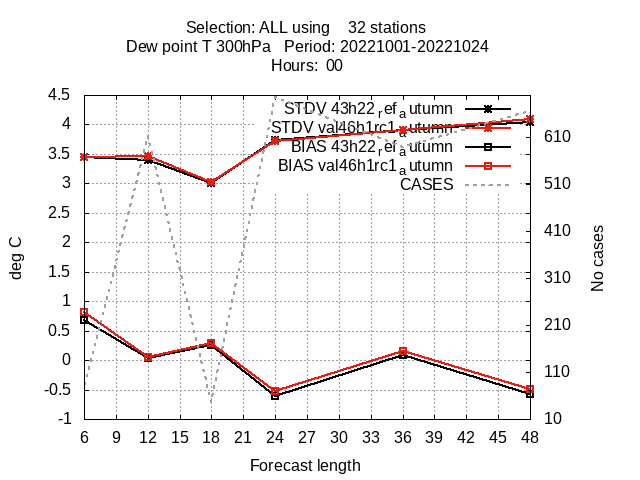 Selection: ALL using 32 stations
Dew point T 300hPa Period: 20221001-20221024
Hours: 00
STDV 43h22_ref_autumn
STDV val46h1rc1_autumn
BIAS 43h22_ref_autumn
BIAS val46h1rc1_autumn
CASES
4.5
4
3.5
3
2.5
2
1.5
1
0.5
0
-0.5
-1
deg C
610
510
410
310
210
110
10
No cases
6 9 12 15 18 21 24 27 30 33 36 39 42 45 48
Forecast length